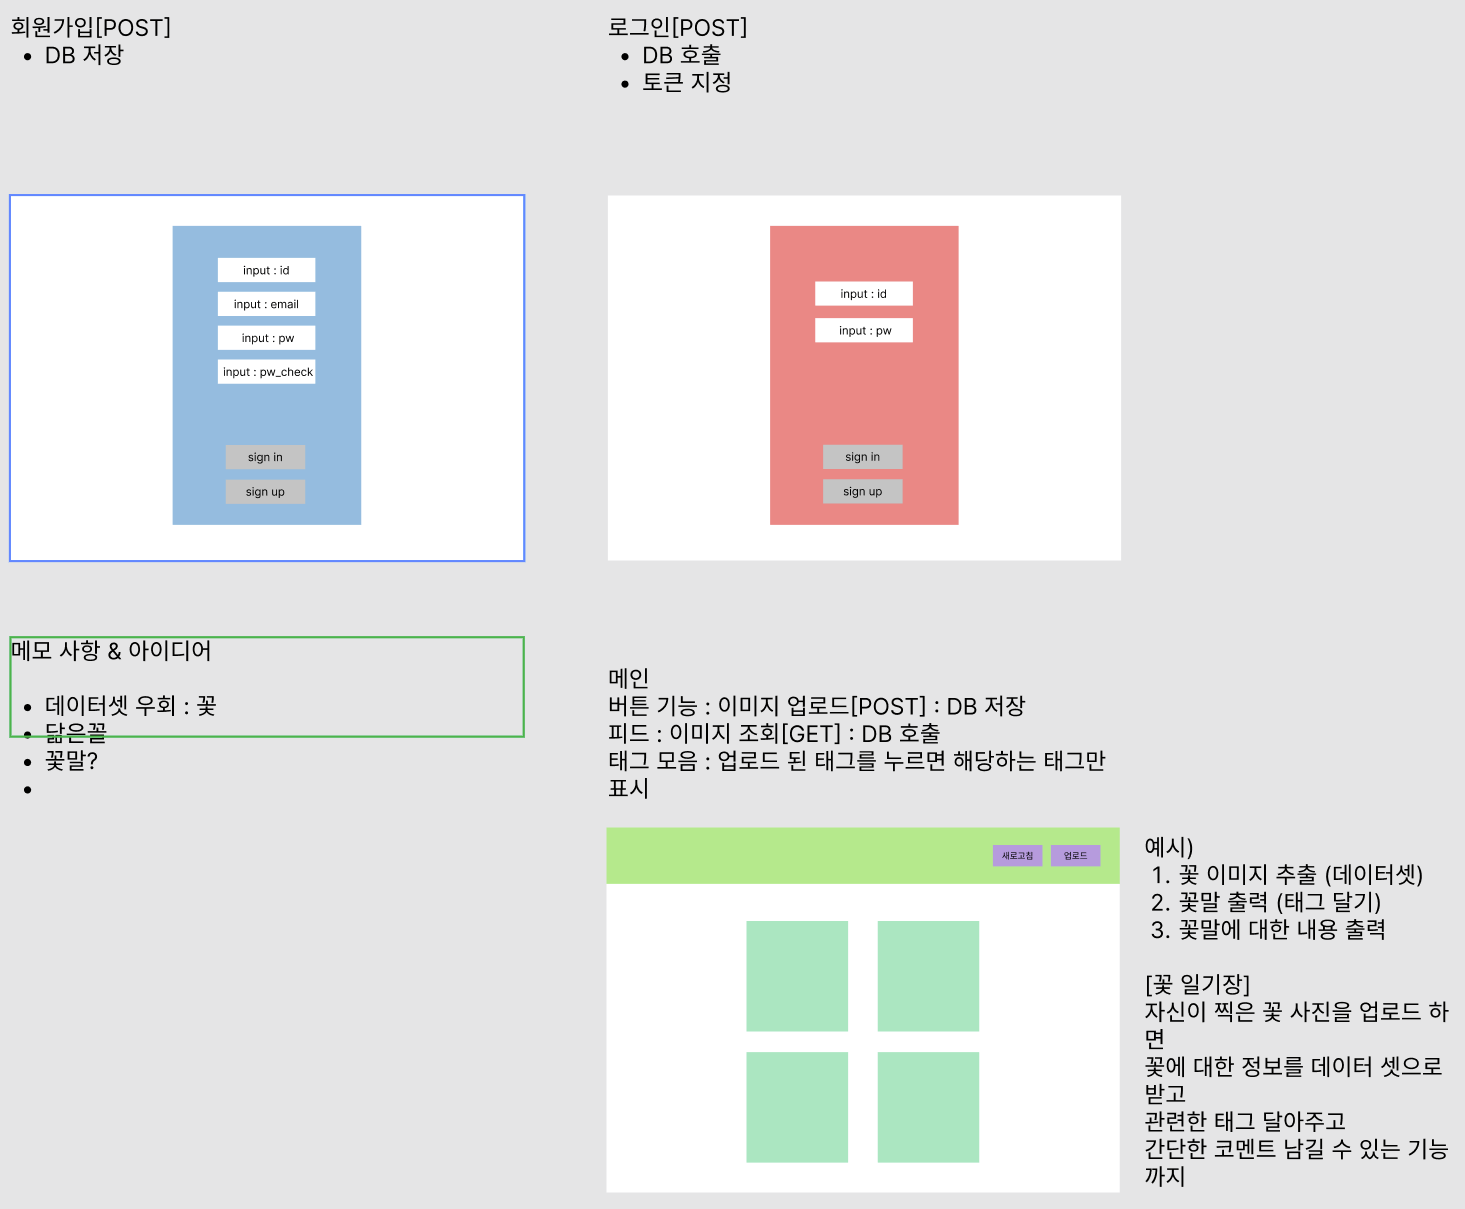 회원가입[POST]
• DB 저장
로그인[POST]
• DB 호출
• 토큰 지정
input : id
input : email
input : pw
input : pw_check
sign in
sign up
input : id
input : pw
sign in
sign up
메모 사항 & 아이디어
• 데이터셋 우회 : 꽃
• 닮은꼴
• 꽃말?
•
메인
버튼 기능 : 이미지 업로드[POST] : DB 저장
피드 : 이미지 조회[GET] : DB 호출
태그 모음 : 업로드 된 태그를 누르면 해당하는 태그만
표시
새로고침
업로드
예시)
1. 꽃 이미지 추출 (데이터셋)
2. 꽃말 출력 (태그 달기)
3. 꽃말에 대한 내용 출력
[꽃 일기장]
자신이 찍은 꽃 사진을 업로드 하
면
꽃에 대한 정보를 데이터 셋으로
받고
관련한 태그 달아주고
간단한 코멘트 남길 수 있는 기능
까지